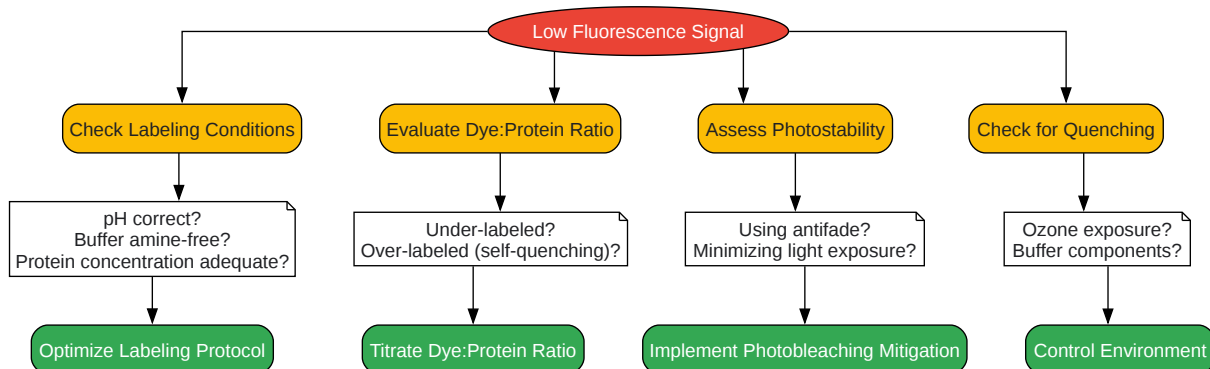 Low Fluorescence Signal
Check Labeling Conditions
Evaluate Dye:Protein Ratio
Assess Photostability
Check for Quenching
pH correct?
Buffer amine-free?
Protein concentration adequate?
Under-labeled?
Over-labeled (self-quenching)?
Using antifade?
Minimizing light exposure?
Ozone exposure?
Buffer components?
Optimize Labeling Protocol
Titrate Dye:Protein Ratio
Implement Photobleaching Mitigation
Control Environment